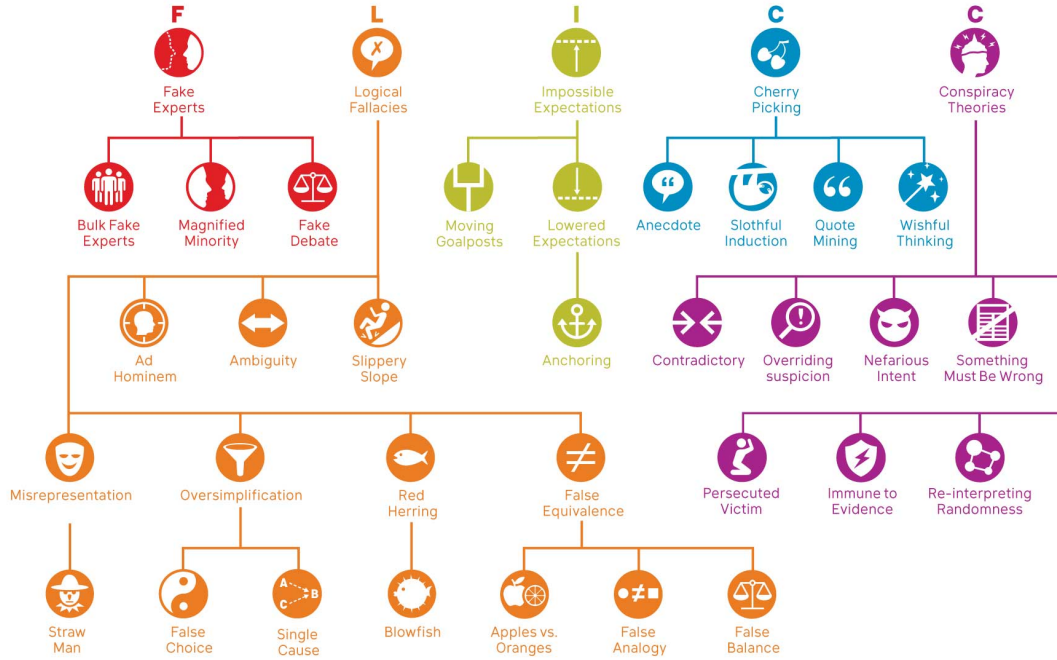 F
L
I
C
C
Fake
Experts
Logical
Fallacies
Impossible
Expectations
Cherry
Picking
Conspiracy
Theories
Bulk Fake
Experts
Magnified
Minority
Fake
Debate
Moving
Goalposts
Lowered
Expectations
Anecdote
Slothful
Induction
Quote
Mining
Wishful
Thinking
Ad
Hominem
Ambiguity
Slippery
Slope
Anchoring
Contradictory
Overriding
suspicion
Nefarious
Intent
Something
Must Be Wrong
Misrepresentation
Oversimplification
Red
Herring
False
Equivalence
Persecuted
Victim
Immune to
Evidence
Re-interpreting
Randomness
A
B
C
Straw
Man
False
Choice
Single
Cause
Blowfish
Apples vs.
Oranges
False
Analogy
False
Balance